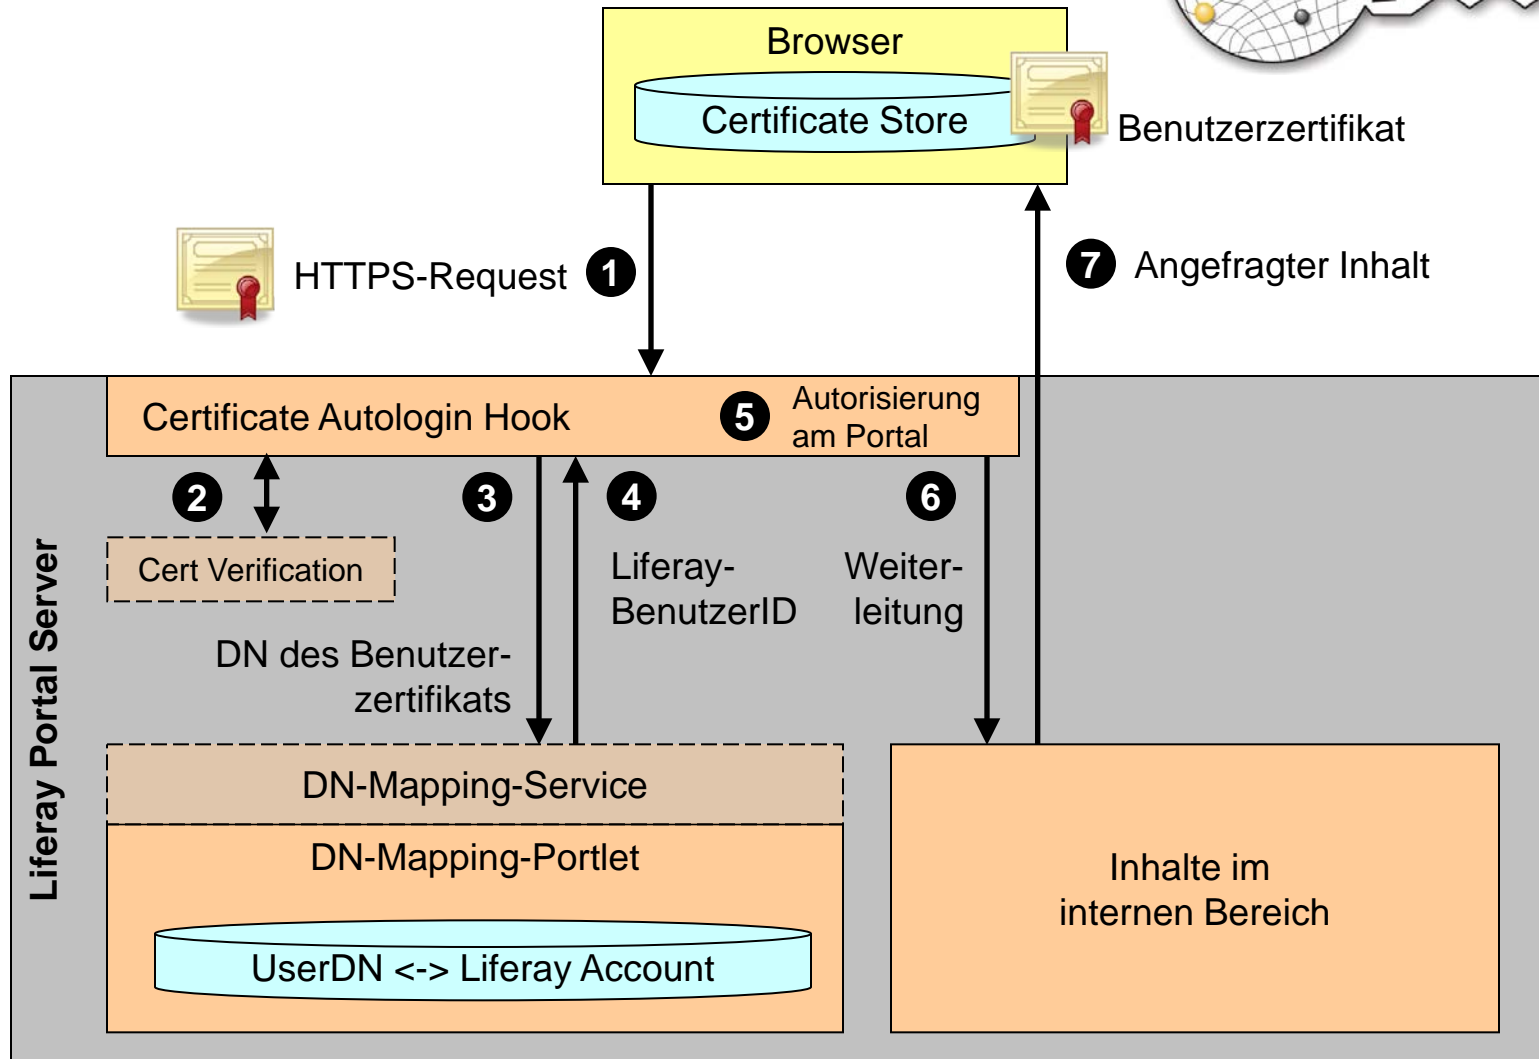 Browser
Certificate Store
Benutzerzertifikat
HTTPS-Request 1
7 Angefragter Inhalt
Certificate Autologin Hook
5 Autorisierung
am Portal
2
3
4
6
Cert Verification
Liferay-
BenutzerID
Weiter-
leitung
DN des Benutzer-
zertifikats
Liferay Portal Server
DN-Mapping-Service
DN-Mapping-Portlet
UserDN <-> Liferay Account
Inhalte im
internen Bereich